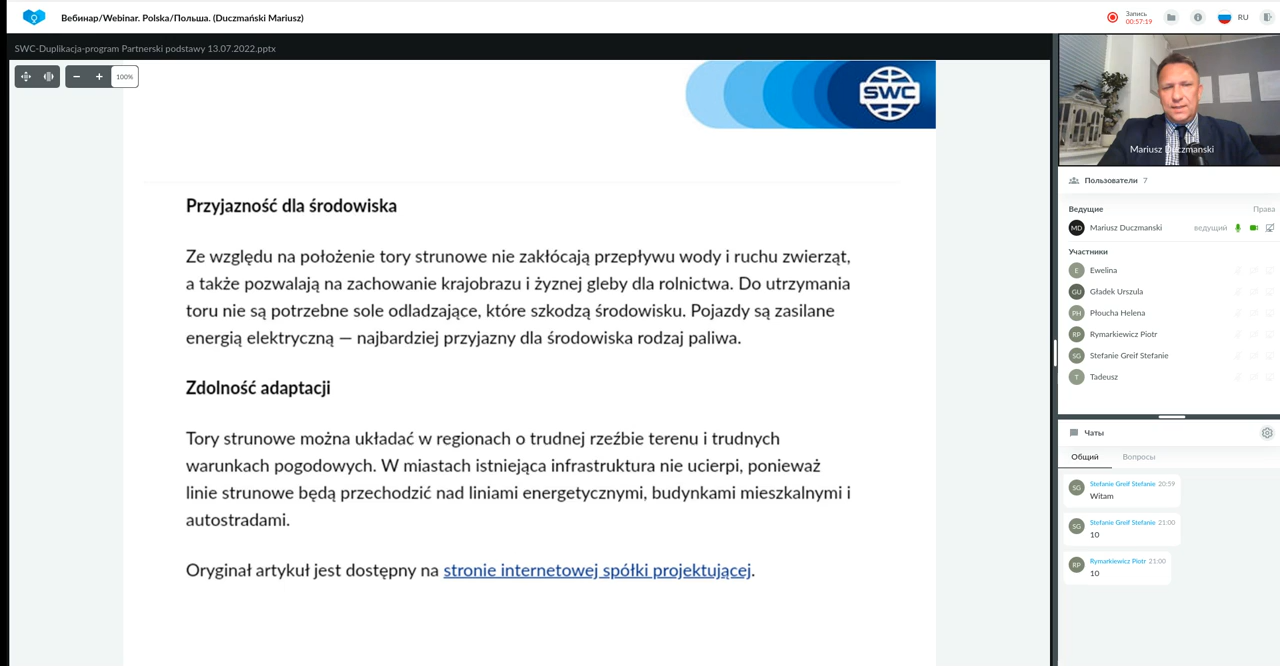 Вебинар/Webinar. Polska/Польша. (Duczmański Mariusz)
Запись
00:57:19
RU
SWC-Duplikacja-program Partnerski podstawy 13.07.2022.pptx
100%
SWC
Przyjazność dla środowiska
Ze względu na położenie tory strunowe nie zakłócają przepływu wody i ruchu zwierząt,
a także pozwalają na zachowanie krajobrazu i żyznej gleby dla rolnictwa. Do utrzymania
toru nie są potrzebne sole odladzające, które szkodzą środowisku. Pojazdy są zasilane
energią elektryczną — najbardziej przyjazny dla środowiska rodzaj paliwa.
Zdolność adaptacji
Tory strunowe można układać w regionach o trudnej rzeźbie terenu i trudnych
warunkach pogodowych. W miastach istniejąca infrastruktura nie ucierpi, ponieważ
linie strunowe będą przechodzić nad liniami energetycznymi, budynkami mieszkalnymi i
autostradami.
Oryginał artykuł jest dostępny na stronie internetowej spółki projektującej.
Mariusz Duczmanski
Пользователи 7
Ведущие Права
MD Mariusz Duczmanski ведущий
Участники
E Ewelina
GU Gładek Urszula
PH Płoucha Helena
RP Rymarkiewicz Piotr
SG Stefanie Greif Stefanie
T Tadeusz
Чаты
Общий Вопросы
SG Stefanie Greif Stefanie 20:59
Witam
SG Stefanie Greif Stefanie 21:00
10
RP Rymarkiewicz Piotr 21:00
10